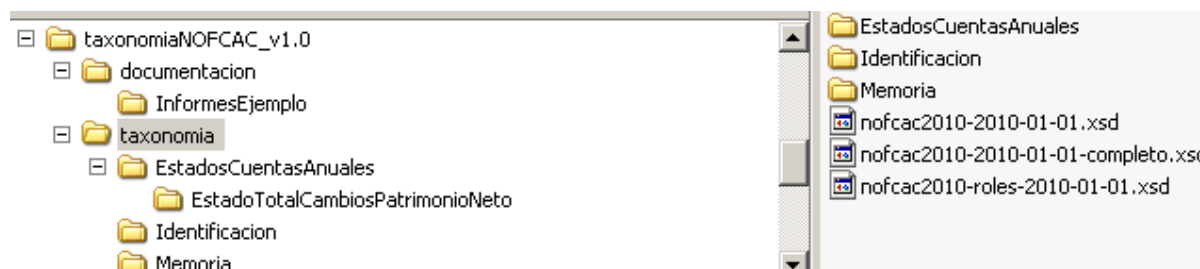 taxonomiaNOFCAC_v1.0
documentacion
InformesEjemplo
taxonomia
EstadosCuentasAnuales
EstadoTotalCambiosPatrimonioNeto
Identificacion
Memoria
EstadosCuentasAnuales
Identificacion
Memoria
nofcac2010-2010-01-01.xsd
nofcac2010-2010-01-01-completo.xsd
nofcac2010-roles-2010-01-01.xsd